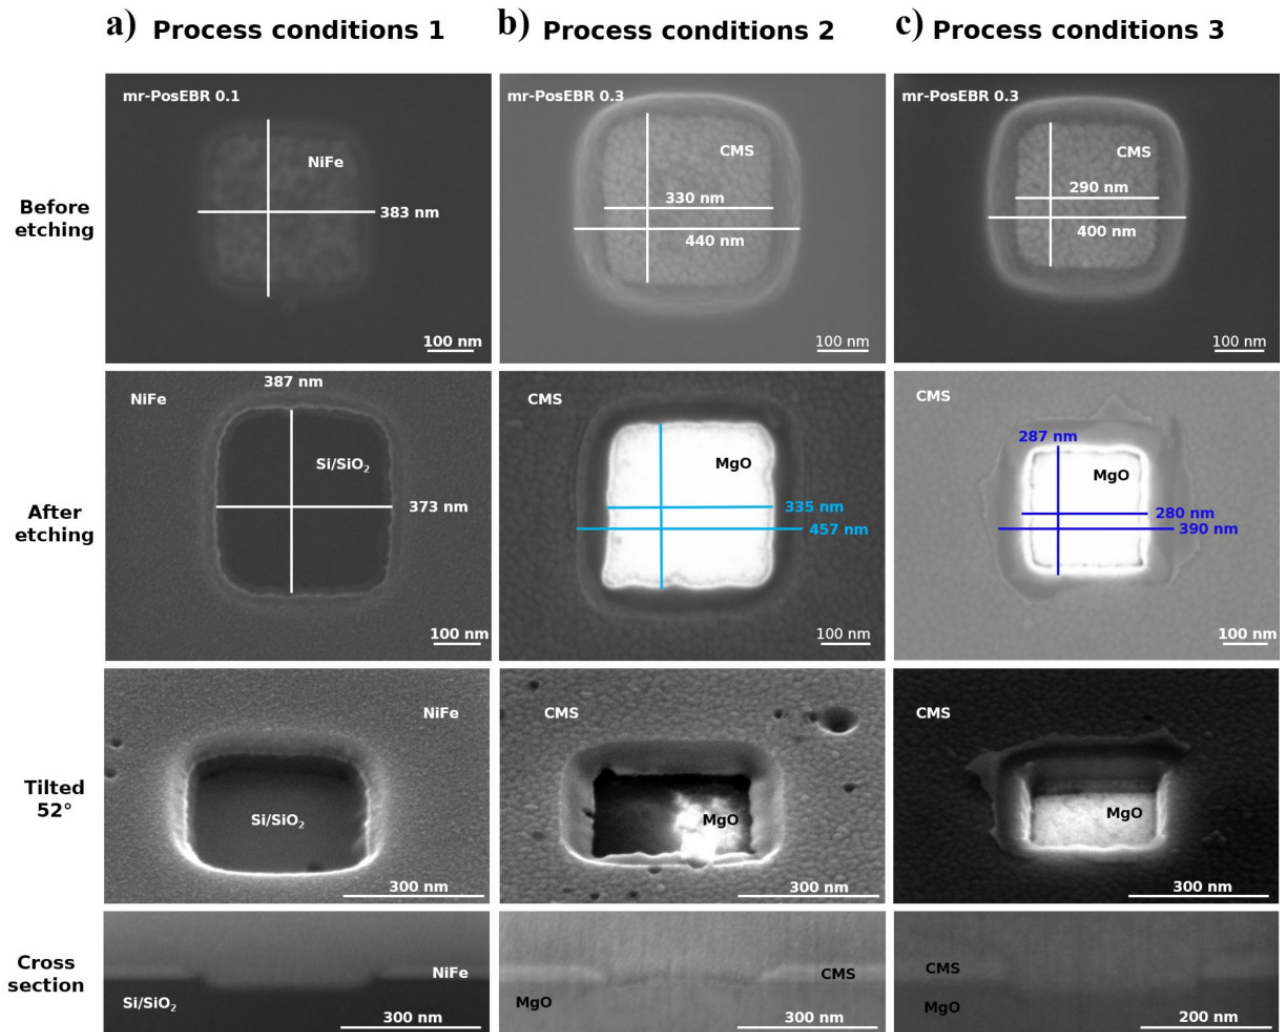 a) Process conditions 1
b) Process conditions 2
c) Process conditions 3
Before
etching
mr-PosEBR 0.1
NiFe
383 nm
100 nm
mr-PosEBR 0.3
CMS
330 nm
440 nm
100 nm
mr-PosEBR 0.3
CMS
290 nm
400 nm
100 nm
After
etching
387 nm
NiFe
Si/SiO₂
373 nm
100 nm
CMS
MgO
335 nm
457 nm
100 nm
CMS
287 nm
MgO
280 nm
390 nm
100 nm
Tilted
52°
NiFe
Si/SiO₂
300 nm
CMS
MgO
300 nm
CMS
MgO
300 nm
Cross
section
NiFe
Si/SiO₂
300 nm
CMS
MgO
300 nm
CMS
MgO
200 nm